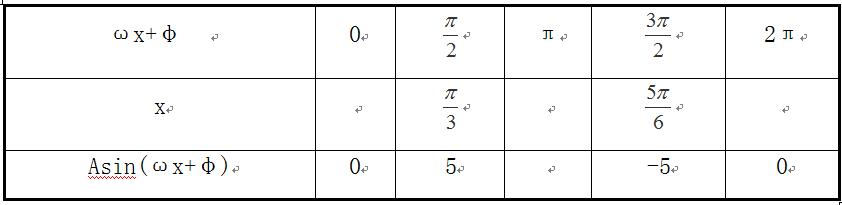 ωx+ф 0 π/2 π 3π/2 2π
x π/3 5π/6
Asin(ωx+ф) 0 5 -5 0